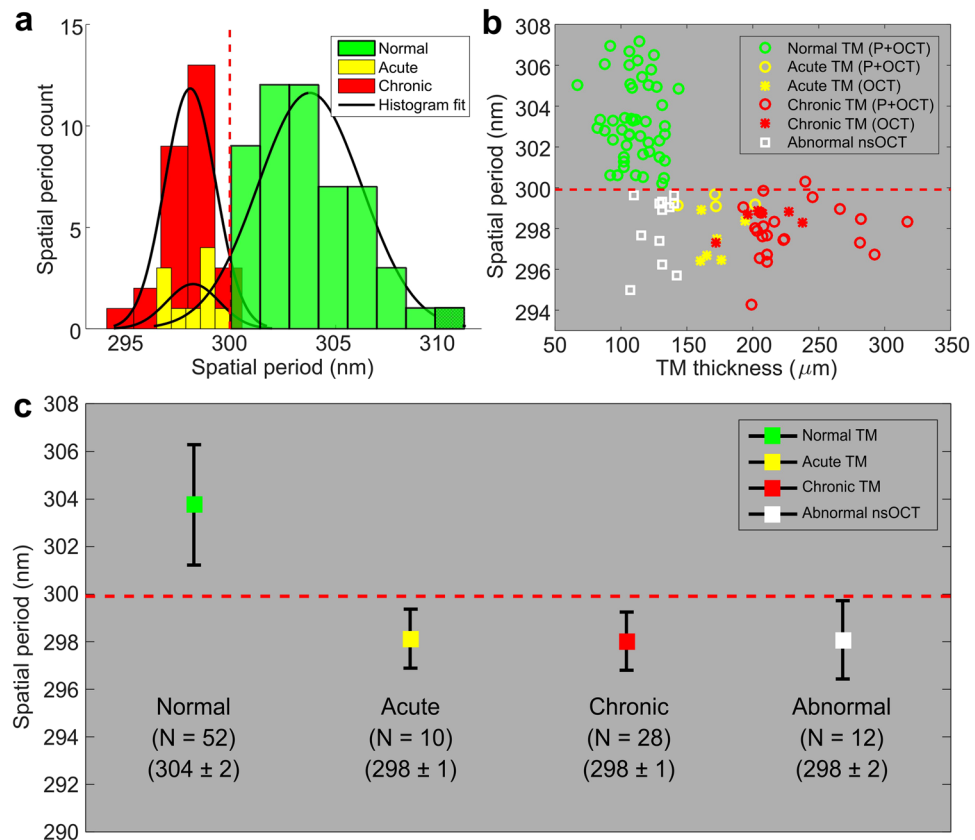 a
15
10
5
0
Spatial period count
295
300
305
310
Spatial period (nm)
Normal
Acute
Chronic
Histogram fit
b
308
306
304
302
300
298
296
294
Spatial period (nm)
50
100
150
200
250
300
350
TM thickness (μm)
Normal TM (P+OCT)
Acute TM (P+OCT)
Acute TM (OCT)
Chronic TM (P+OCT)
Chronic TM (OCT)
Abnormal nsOCT
c
308
306
304
302
300
298
296
294
292
290
Spatial period (nm)
Normal TM
Acute TM
Chronic TM
Abnormal nsOCT
Normal
(N = 52)
(304 ± 2)
Acute
(N = 10)
(298 ± 1)
Chronic
(N = 28)
(298 ± 1)
Abnormal
(N = 12)
(298 ± 2)